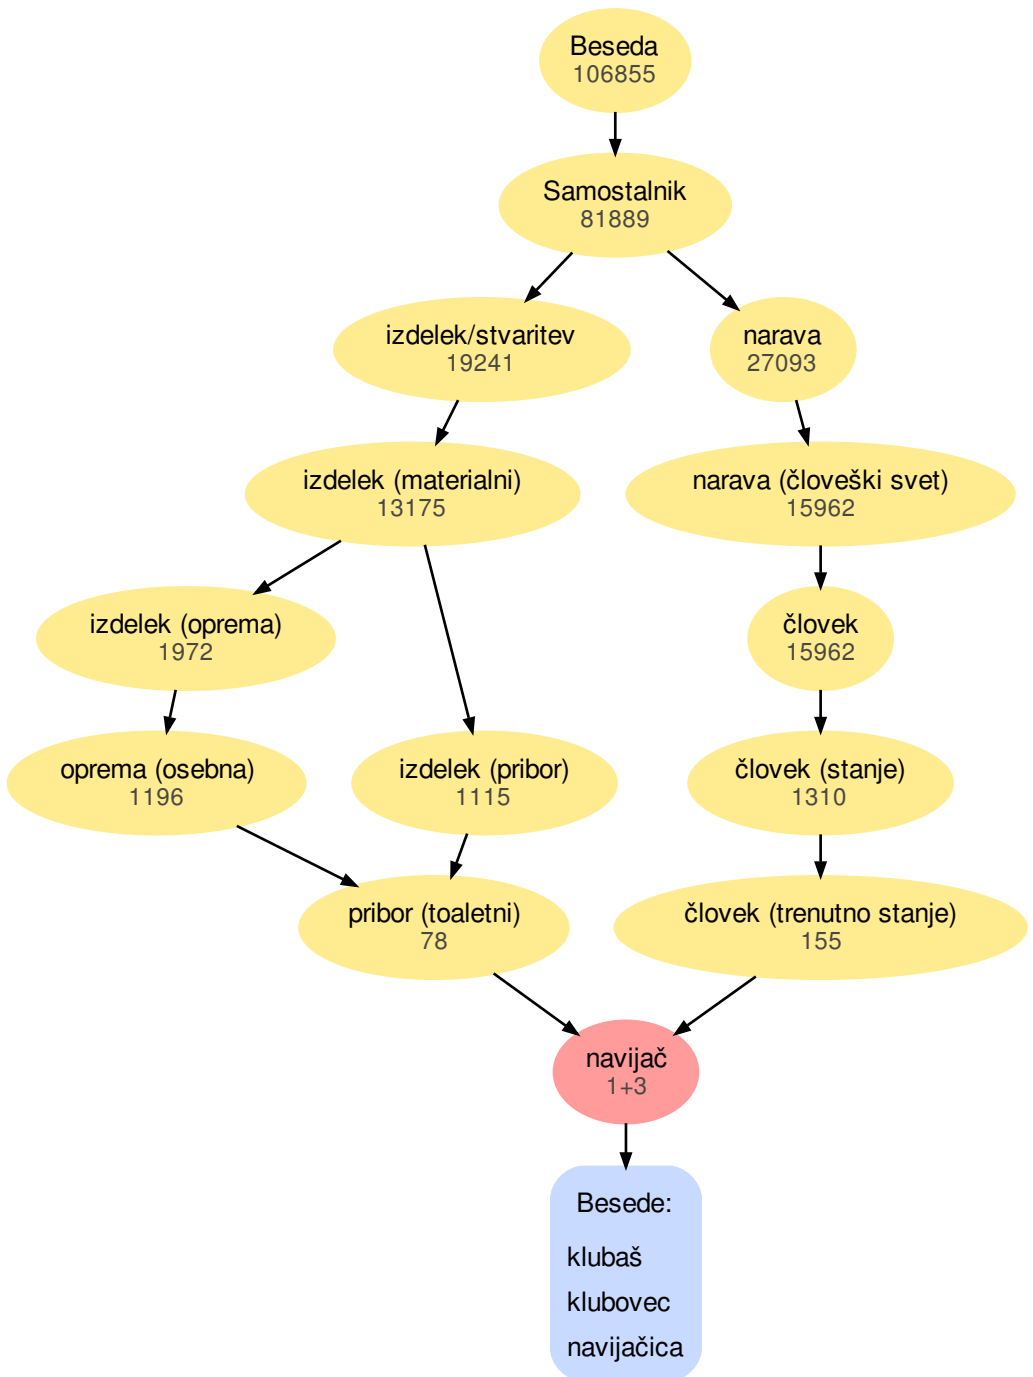 Beseda
106855
Samostalnik
81889
izdelek/stvaritev
19241
narava
27093
izdelek (materialni)
13175
narava (človeški svet)
15962
izdelek (oprema)
1972
človek
15962
oprema (osebna)
1196
izdelek (pribor)
1115
človek (stanje)
1310
pribor (toaletni)
78
človek (trenutno stanje)
155
navijač
1+3
Besede:
klubaš
klubovec
navijačica